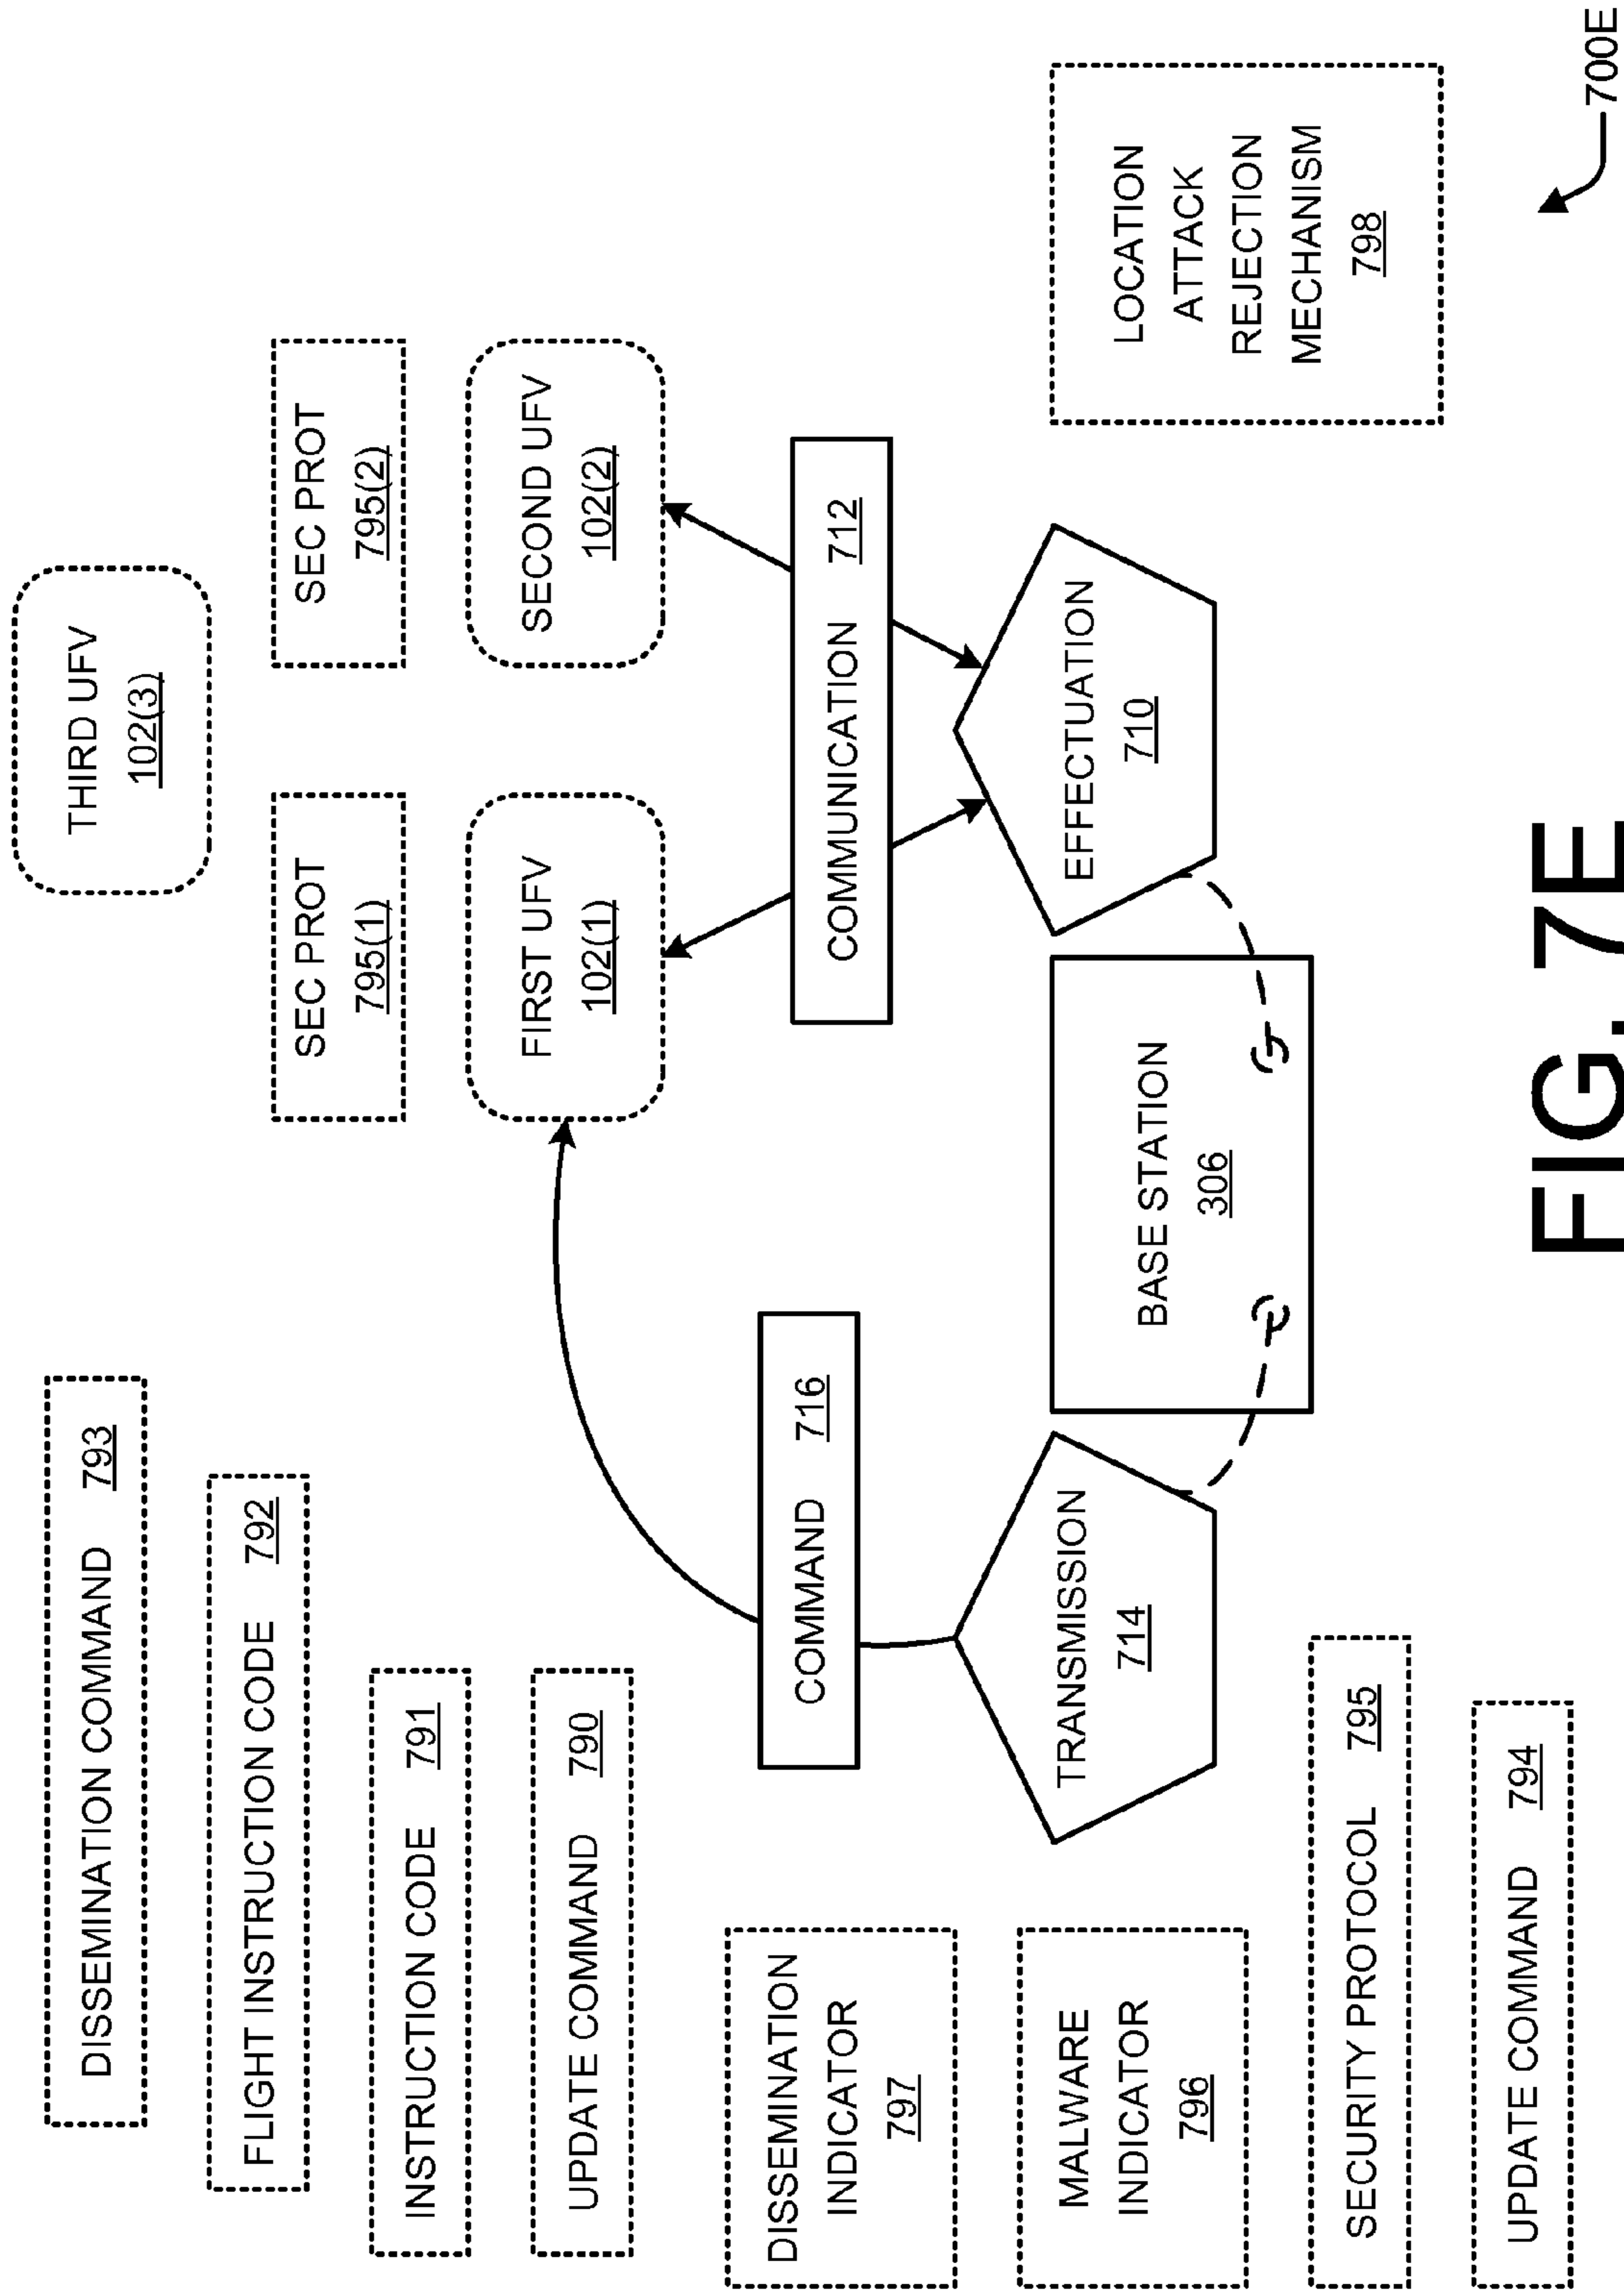 DISSEMINATION COMMAND 793
FLIGHT INSTRUCTION CODE 792
INSTRUCTION CODE 791
UPDATE COMMAND 790
DISSEMINATION
INDICATOR
797
MALWARE
INDICATOR
796
SECURITY PROTOCOL 795
UPDATE COMMAND 794
COMMAND 716
TRANSMISSION
714
BASE STATION
306
THIRD UFV
102(3)
SEC PROT
795(1)
SEC PROT
795(2)
FIRST UFV
102(1)
SECOND UFV
102(2)
COMMUNICATION 712
EFFECTUATION
710
LOCATION
ATTACK
REJECTION
MECHANISM
798
700E
FIG. 7E